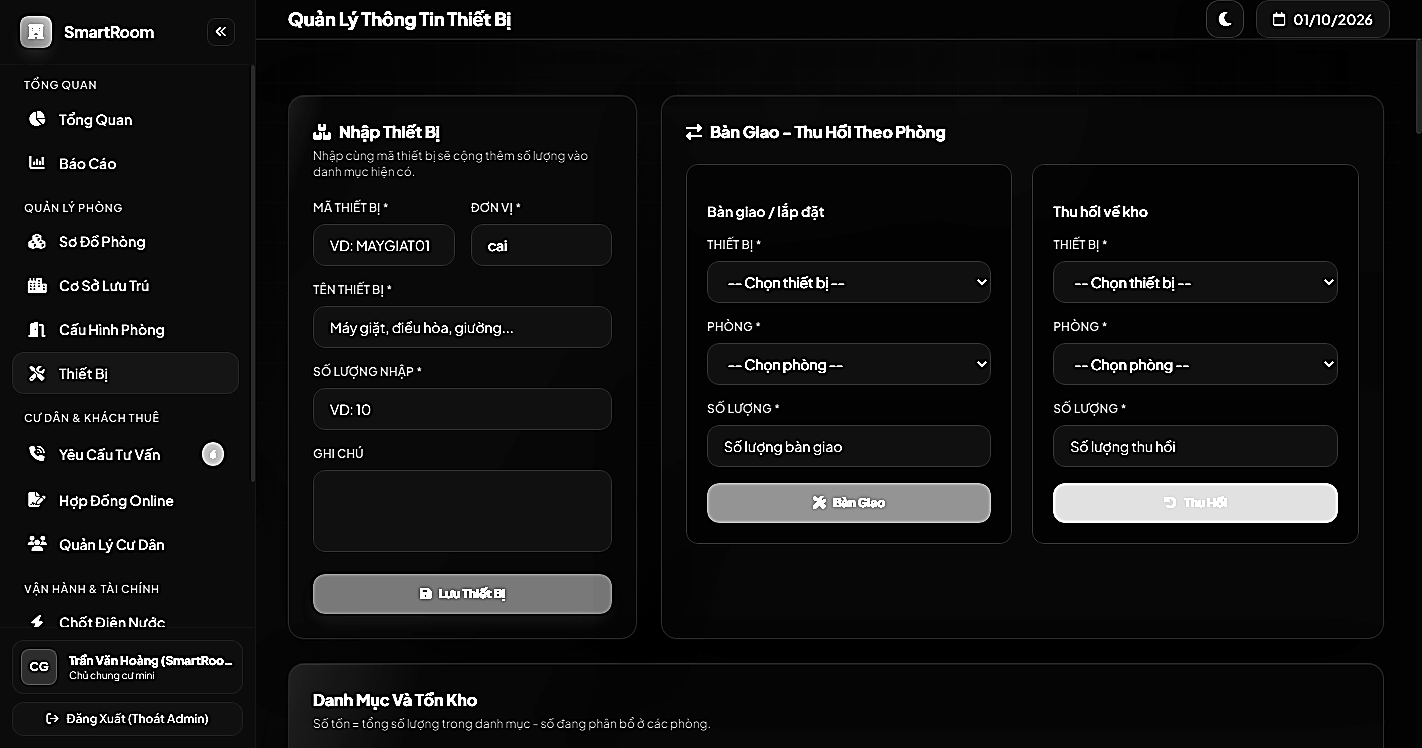 SmartRoom
Quản Lý Thông Tin Thiết Bị
01/10/2026
TỔNG QUAN
Tổng Quan
Báo Cáo
QUẢN LÝ PHÒNG
Sơ Đồ Phòng
Cơ Sở Lưu Trú
Cấu Hình Phòng
Thiết Bị
CƯ DÂN & KHÁCH THUÊ
Yêu Cầu Tư Vấn
6
Hợp Đồng Online
Quản Lý Cư Dân
VẬN HÀNH & TÀI CHÍNH
Chốt Điện Nước
CG
Trần Văn Hoàng (SmartRoo...
Chủ chung cư mini
Đăng Xuất (Thoát Admin)
Nhập Thiết Bị
Nhập cùng mã thiết bị sẽ cộng thêm số lượng vào
danh mục hiện có.
MÃ THIẾT BỊ *
ĐƠN VỊ *
VD: MAYGIAT01
cai
TÊN THIẾT BỊ *
Máy giặt, điều hòa, giường...
SỐ LƯỢNG NHẬP *
VD: 10
GHI CHÚ
Lưu Thiết Bị
Bàn Giao – Thu Hồi Theo Phòng
Bàn giao / lắp đặt
THIẾT BỊ *
-- Chọn thiết bị --
PHÒNG *
-- Chọn phòng --
SỐ LƯỢNG *
Số lượng bàn giao
Bàn Giao
Thu hồi về kho
THIẾT BỊ *
-- Chọn thiết bị --
PHÒNG *
-- Chọn phòng --
SỐ LƯỢNG *
Số lượng thu hồi
Thu Hồi
Danh Mục Và Tồn Kho
Số tồn = tổng số lượng trong danh mục - số đang phân bổ ở các phòng.